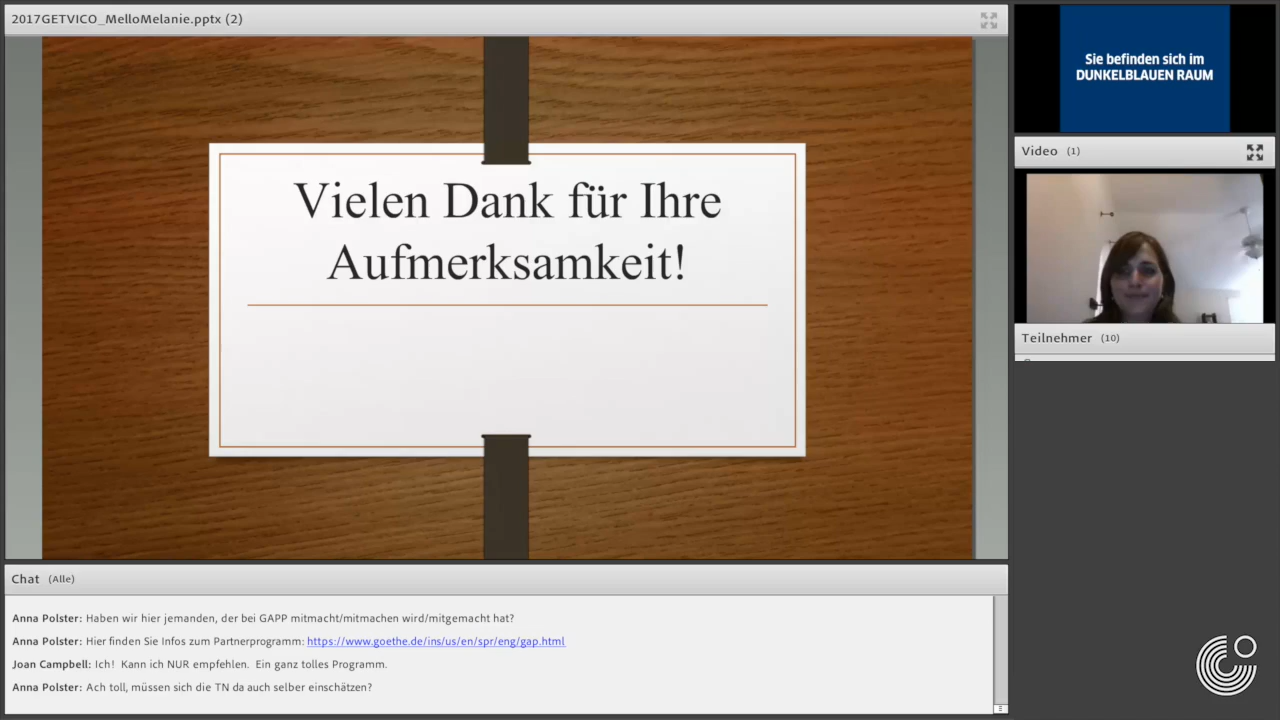 2017GETVICO_MelloMelanie.pptx (2)
Vielen Dank für Ihre
Aufmerksamkeit!
Sie befinden sich im
DUNKELBLAUEN RAUM
Video (1)
Teilnehmer (10)
Chat (Alle)
Anna Polster: Haben wir hier jemanden, der bei GAPP mitmacht/mitmachen wird/mitgemacht hat?
Anna Polster: Hier finden Sie Infos zum Partnerprogramm: https://www.goethe.de/ins/us/en/spr/eng/gap.html
Joan Campbell: Ich! Kann ich NUR empfehlen. Ein ganz tolles Programm.
Anna Polster: Ach toll, müssen sich die TN da auch selber einschätzen?